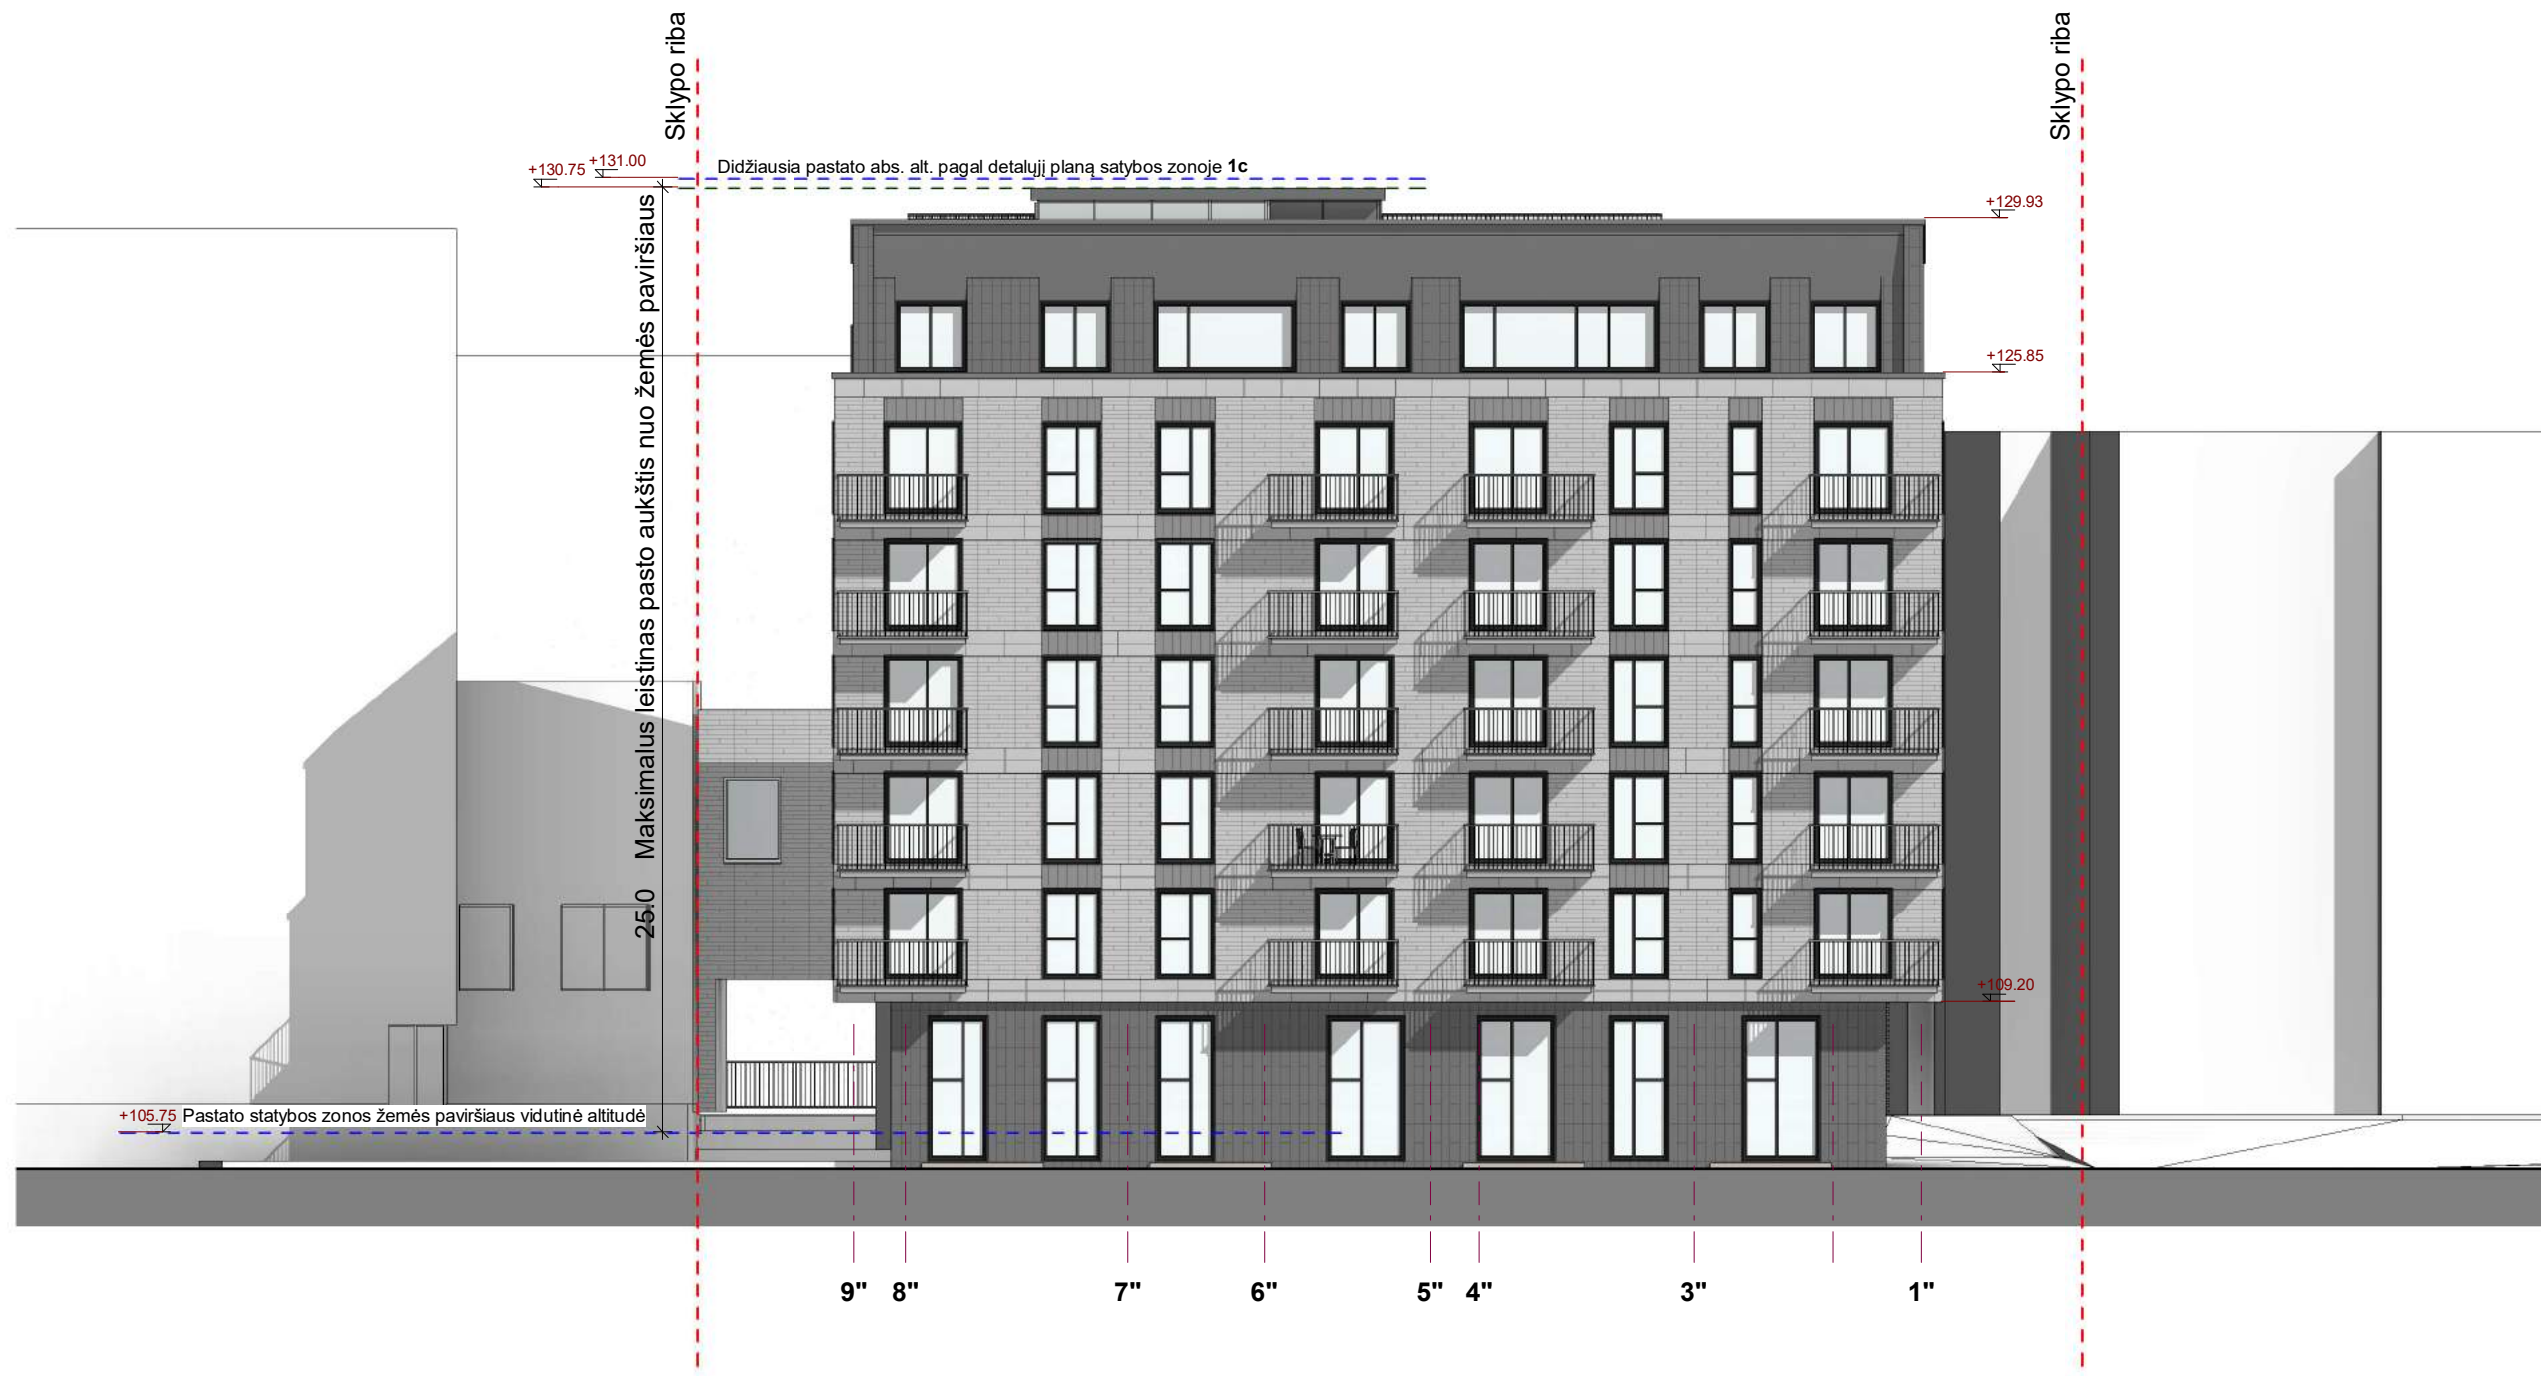 Sklypo riba
Sklypo riba
+130.75
+131.00
Didžiausia pastato abs. alt. pagal detalųjį planą satybos zonoje 1c
+129.93
+125.85
25.0 Maksimalus leistinas pasto aukštis nuo žemės paviršiaus
+109.20
+105.75 Pastato statybos zonos žemės paviršiaus vidutinė altitudė
9" 8" 7" 6" 5" 4" 3" 1"